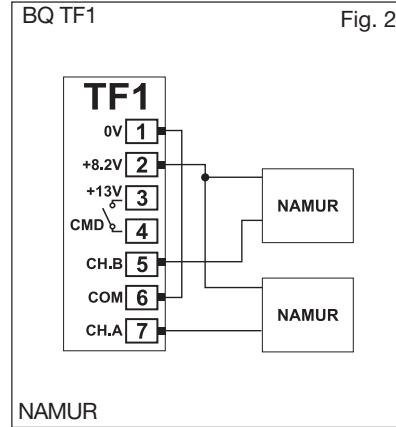 BQ TF1 Fig. 2
TF1
0V 1
+8.2V 2
+13V 3
CMD 4
CH.B 5
COM 6
CH.A 7
NAMUR
NAMUR
NAMUR